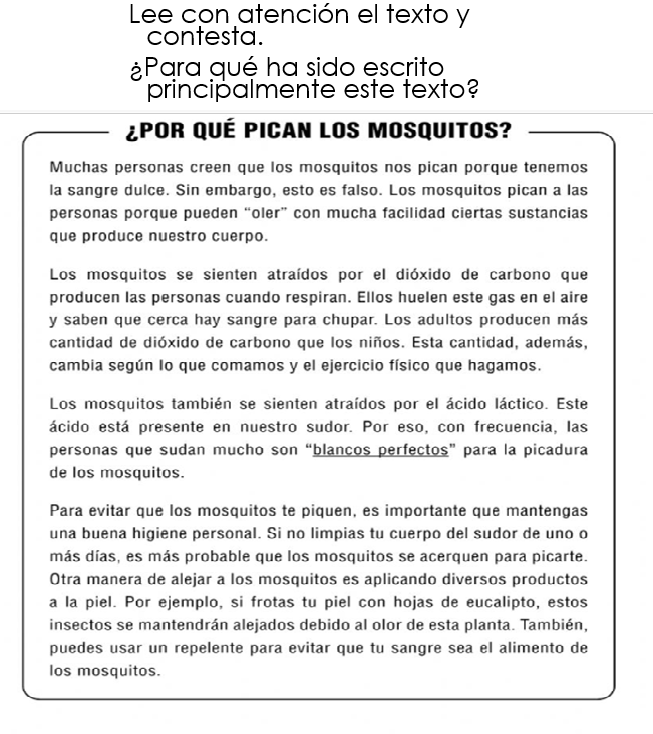 Lee con atención el texto y
contesta.
¿Para qué ha sido escrito
principalmente este texto?
¿POR QUÉ PICAN LOS MOSQUITOS?
Muchas personas creen que los mosquitos nos pican porque tenemos
la sangre dulce. Sin embargo, esto es falso. Los mosquitos pican a las
personas porque pueden “oler” con mucha facilidad ciertas sustancias
que produce nuestro cuerpo.
Los mosquitos se sienten atraídos por el dióxido de carbono que
producen las personas cuando respiran. Ellos huelen este gas en el aire
y saben que cerca hay sangre para chupar. Los adultos producen más
cantidad de dióxido de carbono que los niños. Esta cantidad, además,
cambia según lo que comamos y el ejercicio físico que hagamos.
Los mosquitos también se sienten atraídos por el ácido láctico. Este
ácido está presente en nuestro sudor. Por eso, con frecuencia, las
personas que sudan mucho son “blancos perfectos” para la picadura
de los mosquitos.
Para evitar que los mosquitos te piquen, es importante que mantengas
una buena higiene personal. Si no limpias tu cuerpo del sudor de uno o
más días, es más probable que los mosquitos se acerquen para picarte.
Otra manera de alejar a los mosquitos es aplicando diversos productos
a la piel. Por ejemplo, si frotas tu piel con hojas de eucalipto, estos
insectos se mantendrán alejados debido al olor de esta planta. También,
puedes usar un repelente para evitar que tu sangre sea el alimento de
los mosquitos.